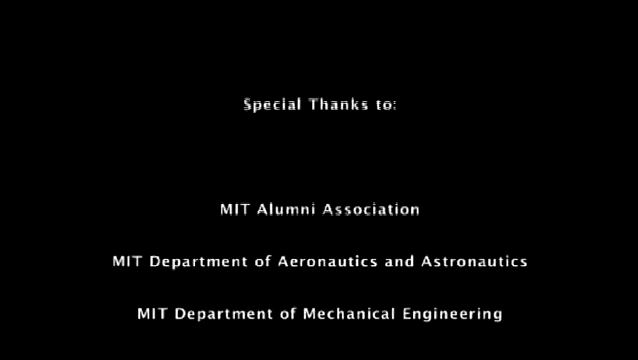 Special Thanks to:
MIT Alumni Association
MIT Department of Aeronautics and Astronautics
MIT Department of Mechanical Engineering